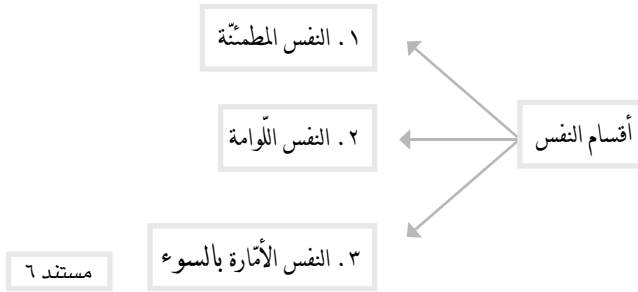 أقسام النفس
١. النفس المطمئنّة
٢. النفس اللّوامة
٣. النفس الأمّارة بالسوء
مستند ٦